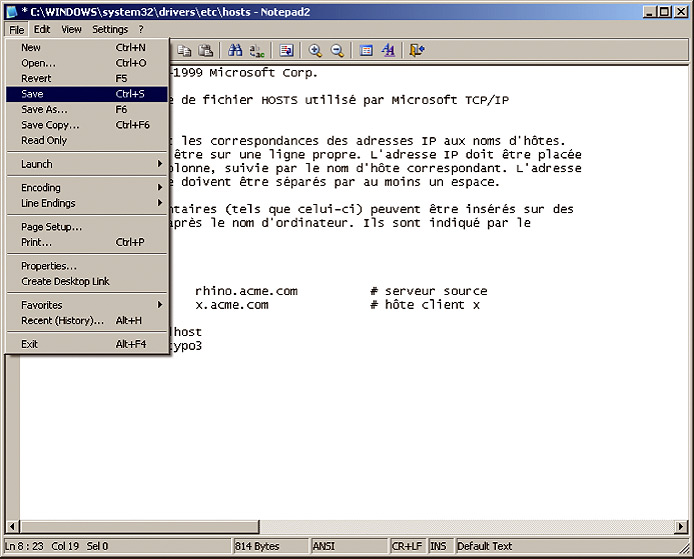 * C:\WINDOWS\system32\drivers\etc\hosts - Notepad2
File Edit View Settings ?
New Ctrl+N
Open... Ctrl+O
Revert F5
Save Ctrl+S
Save As... F6
Save Copy... Ctrl+F6
Read Only
Launch
Encoding
Line Endings
Page Setup...
Print... Ctrl+P
Properties...
Create Desktop Link
Favorites
Recent (History)... Alt+H
Exit Alt+F4
-1999 Microsoft Corp.
e de fichier HOSTS utilisé par Microsoft TCP/IP
t les correspondances des adresses IP aux noms d'hôtes.
être sur une ligne propre. L'adresse IP doit être placée
olonne, suivie par le nom d'hôte correspondant. L'adresse
e doivent être séparés par au moins un espace.
ntaires (tels que celui-ci) peuvent être insérés sur des
après le nom d'ordinateur. Ils sont indiqué par le
rhino.acme.com # serveur source
x.acme.com # hôte client x
lhost
typo3
Ln 8 : 23 Col 19 Sel 0 814 Bytes ANSI CR+LF INS Default Text